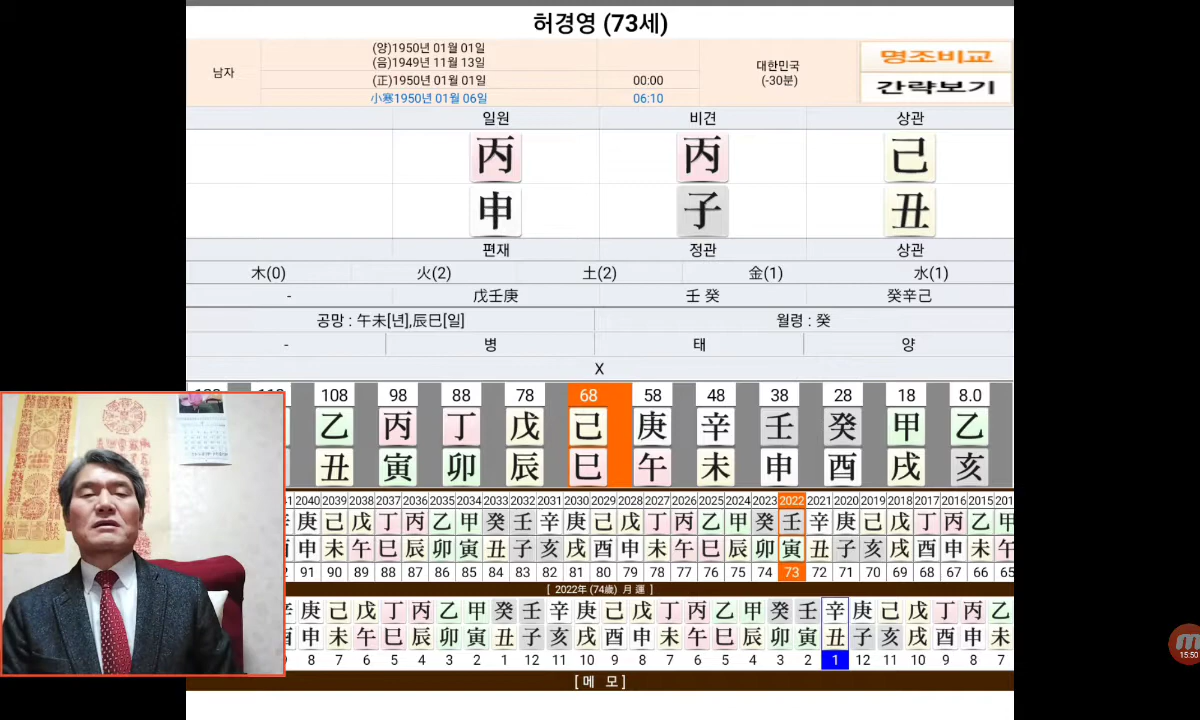 허경영 (73세)
남자
(양)1950년 01월 01일
(음)1949년 11월 13일
(正)1950년 01월 01일 00:00
小寒1950년 01월 06일 06:10
대한민국
(-30분)
명조비교
간략보기
일원 비견 상관
丙 丙 己
申 子 丑
편재 정관 상관
木(0) 火(2) 土(2) 金(1) 水(1)
- 戊壬庚 壬 癸 癸辛己
공망 : 午未[년],辰巳[일] 월령 : 癸
- 병 태 양
X
108 98 88 78 68 58 48 38 28 18 8.0
乙 丙 丁 戊 己 庚 辛 壬 癸 甲 乙
丑 寅 卯 辰 巳 午 未 申 酉 戌 亥
2040 2039 2038 2037 2036 2035 2034 2033 2032 2031 2030 2029 2028 2027 2026 2025 2024 2023 2022 2021 2020 2019 2018 2017 2016 2015
庚 己 戊 丁 丙 乙 甲 癸 壬 辛 庚 己 戊 丁 丙 乙 甲 癸 壬 辛 庚 己 戊 丁 丙 乙 甲
申 未 午 巳 辰 卯 寅 丑 子 亥 戌 酉 申 未 午 巳 辰 卯 寅 丑 子 亥 戌 酉 申 未 午
91 90 89 88 87 86 85 84 83 82 81 80 79 78 77 76 75 74 73 72 71 70 69 68 67 66 65
[ 2022年 (74歲) 月 運 ]
庚 己 戊 丁 丙 乙 甲 癸 壬 辛 庚 己 戊 丁 丙 乙 甲 癸 壬 辛 庚 己 戊 丁 丙 乙
申 未 午 巳 辰 卯 寅 丑 子 亥 戌 酉 申 未 午 巳 辰 卯 寅 丑 子 亥 戌 酉 申 未
8 7 6 5 4 3 2 1 12 11 10 9 8 7 6 5 4 3 2 1 12 11 10 9 8 7
[ 메 모 ]
15:50